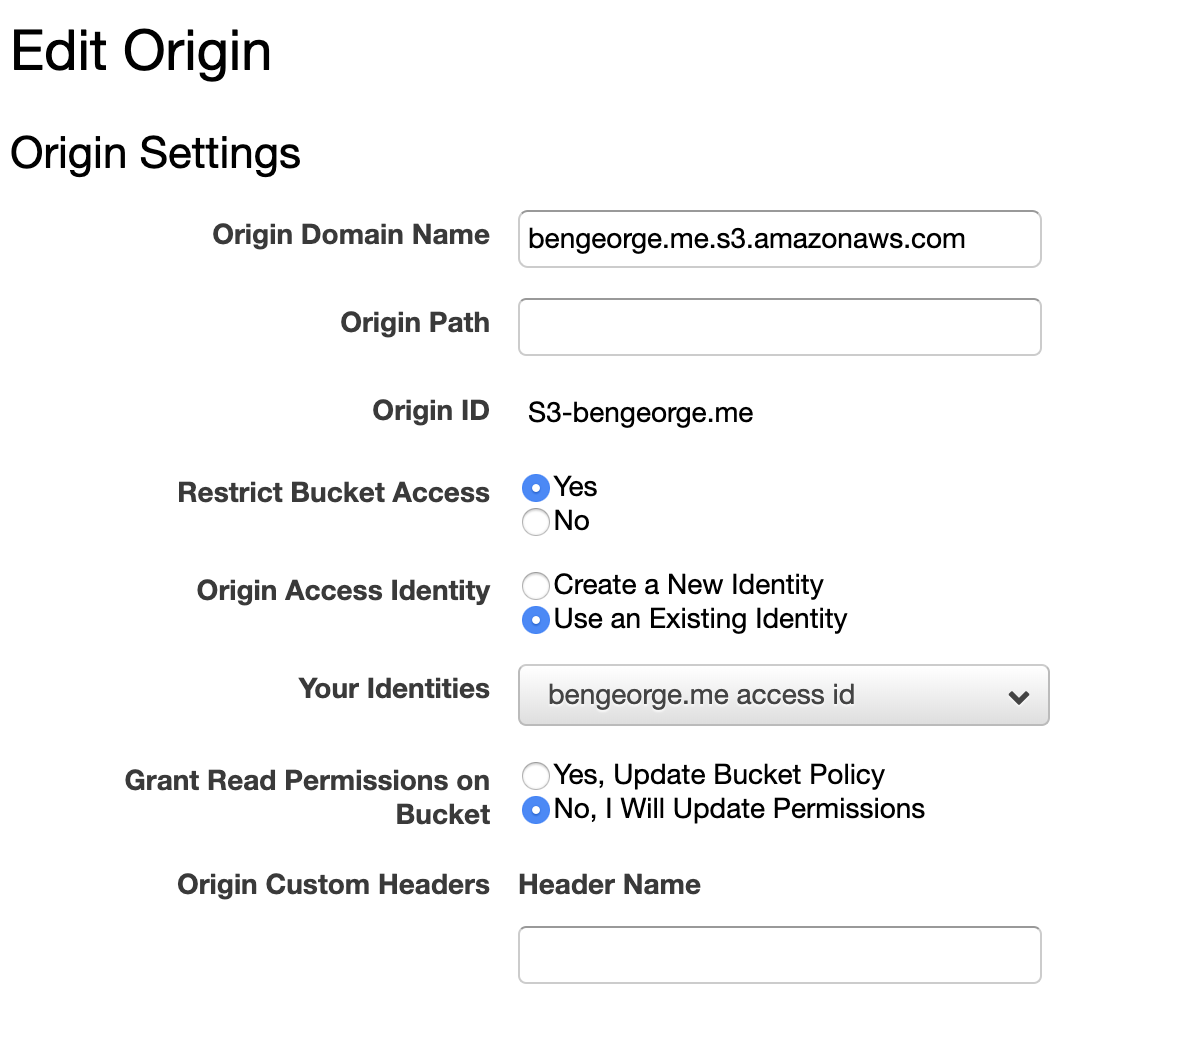 Edit Origin
Origin Settings
Origin Domain Name bengeorge.me.s3.amazonaws.com
Origin Path
Origin ID S3-bengeorge.me
Restrict Bucket Access Yes
No
Origin Access Identity Create a New Identity
Use an Existing Identity
Your Identities bengeorge.me access id
Grant Read Permissions on Yes, Update Bucket Policy
Bucket No, I Will Update Permissions
Origin Custom Headers Header Name